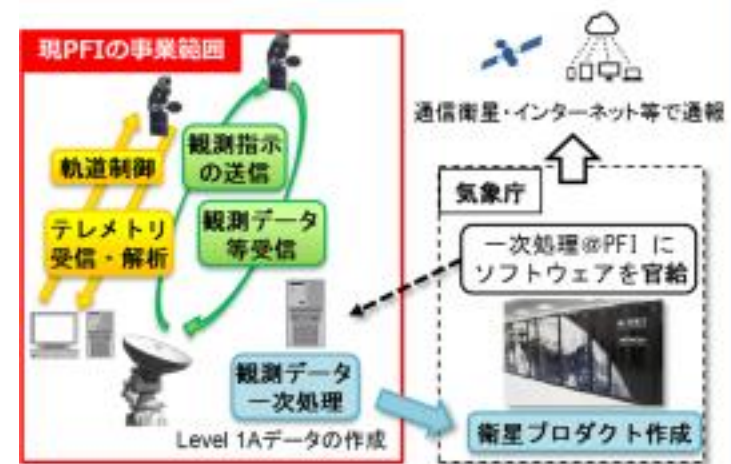 現PFIの事業範囲
軌道制御
テレメトリ
受信・解析
観測指示
の送信
観測データ
等受信
観測データ
一次処理
Level 1Aデータの作成
通信衛星・インターネット等で通報
気象庁
一次処理@PFI に
ソフトウェアを官給
衛星プロダクト作成